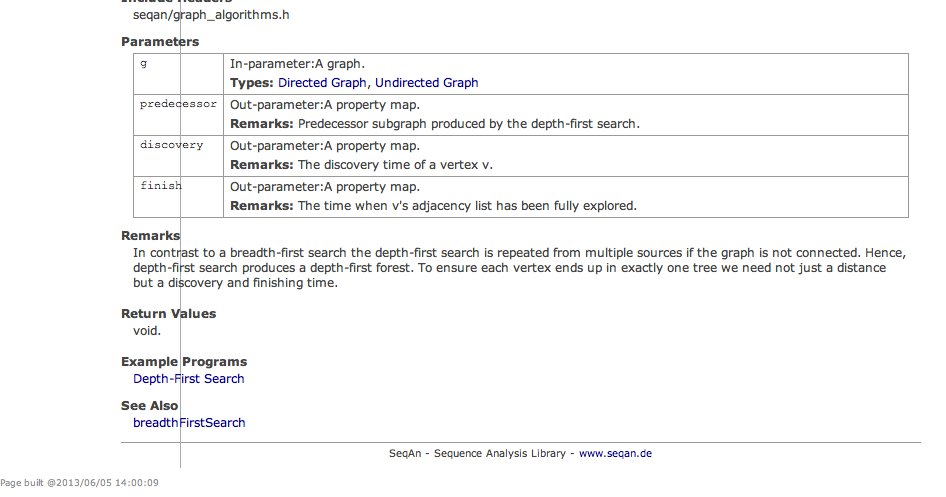 Include Headers
seqan/graph_algorithms.h
Parameters
g In-parameter:A graph.
Types: Directed Graph, Undirected Graph
predecessor Out-parameter:A property map.
Remarks: Predecessor subgraph produced by the depth-first search.
discovery Out-parameter:A property map.
Remarks: The discovery time of a vertex v.
finish Out-parameter:A property map.
Remarks: The time when v's adjacency list has been fully explored.
Remarks
In contrast to a breadth-first search the depth-first search is repeated from multiple sources if the graph is not connected. Hence,
depth-first search produces a depth-first forest. To ensure each vertex ends up in exactly one tree we need not just a distance
but a discovery and finishing time.
Return Values
void.
Example Programs
Depth-First Search
See Also
breadthFirstSearch
SeqAn - Sequence Analysis Library - www.seqan.de
Page built @2013/06/05 14:00:09